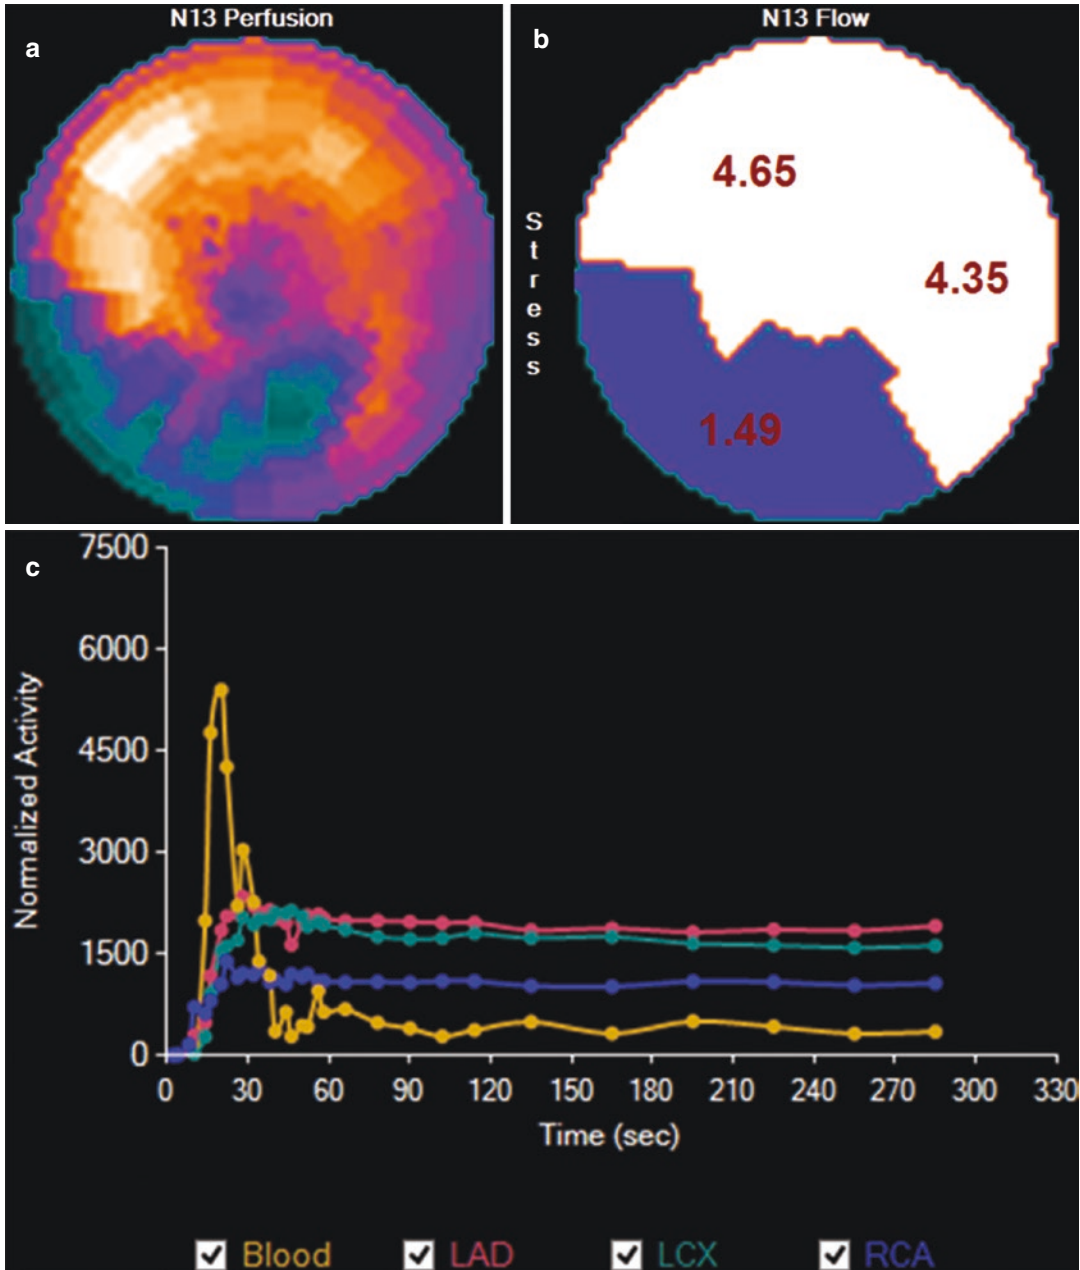 N13 Perfusion
a
N13 Flow
b
4.65
4.35
1.49
Stress
c
7500
6000
4500
3000
1500
0
Normalized Activity
0 30 60 90 120 150 180 210 240 270 300 330
Time (sec)
Blood LAD LCX RCA